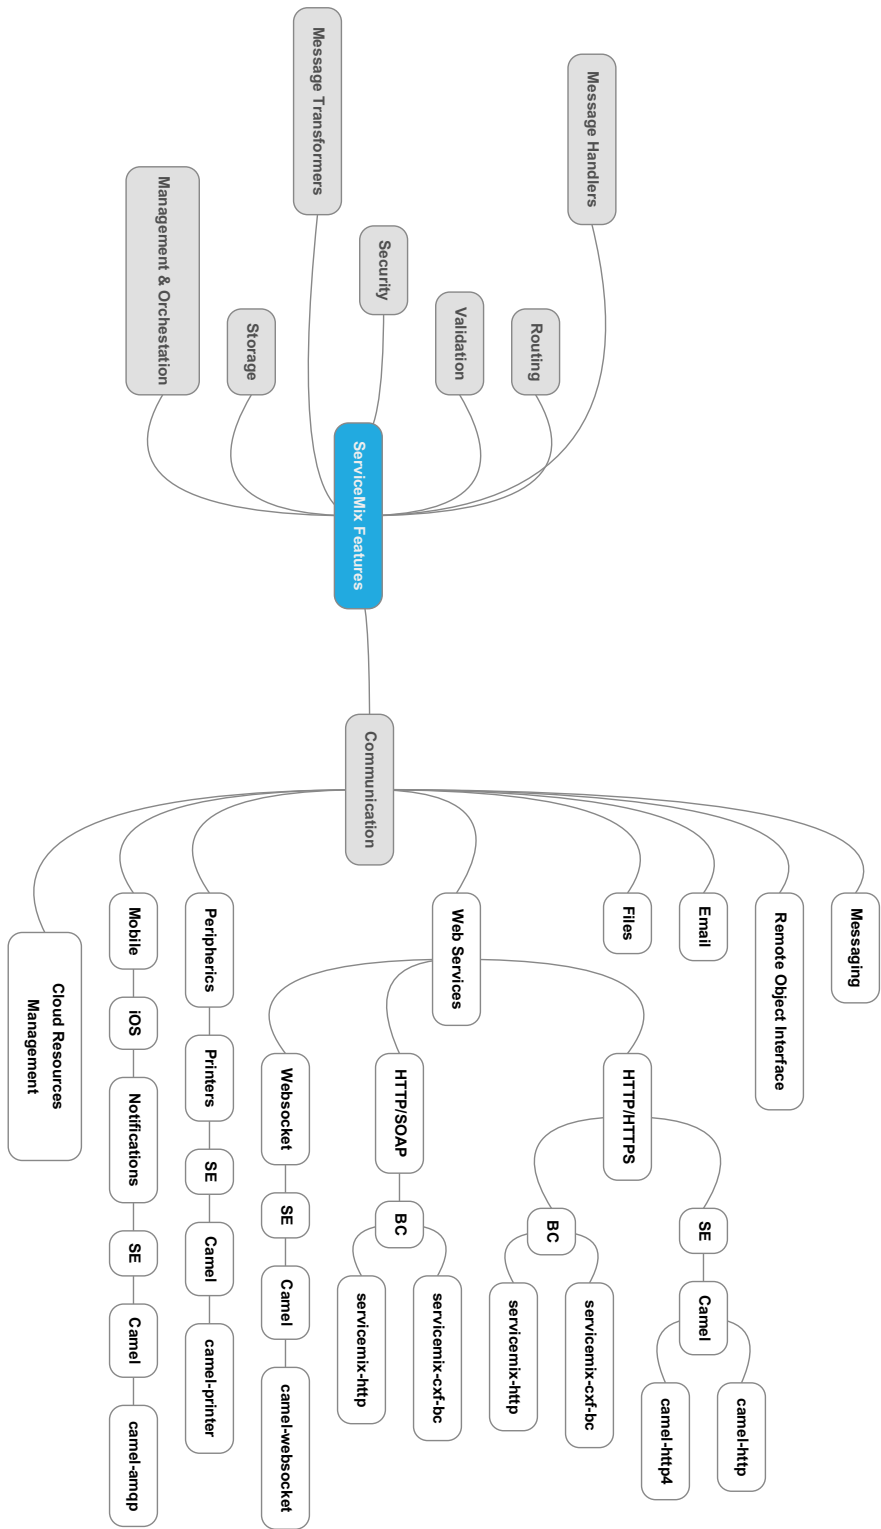 Message Handlers
Routing
Validation
Security
Message Transformers
Storage
Management & Orchestation
ServiceMix Features
Communication
Messaging
Remote Object Interface
Email
Files
Web Services
HTTP/HTTPS
SE
Camel
camel-http
camel-http4
BC
servicemix-cxf-bc
servicemix-http
HTTP/SOAP
BC
servicemix-cxf-bc
servicemix-http
Websocket
SE
Camel
camel-websocket
Peripherics
Printers
SE
Camel
camel-printer
Mobile
iOS
Notifications
SE
Camel
camel-amqp
Cloud Resources
Management